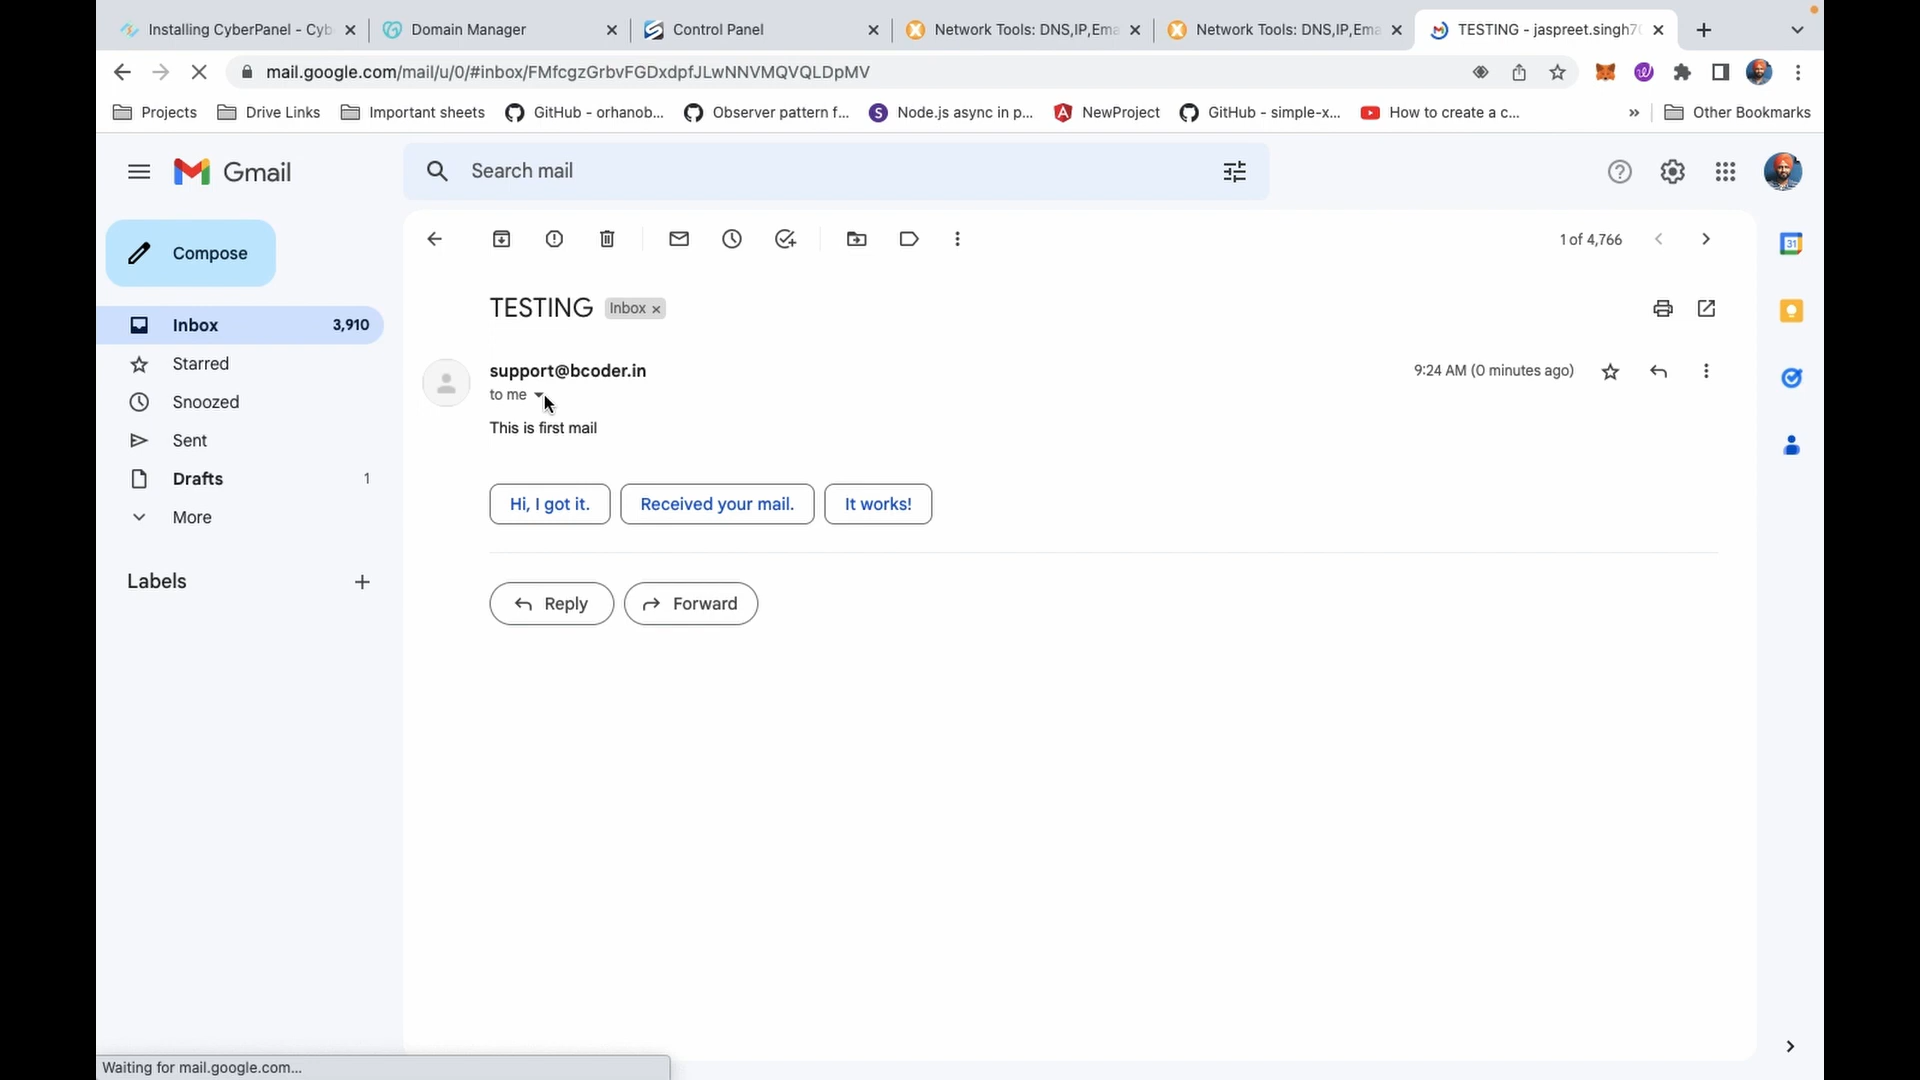 Installing CyberPanel - Cyb
Domain Manager
Control Panel
Network Tools: DNS,IP,Ema
Network Tools: DNS,IP,Ema
TESTING - jaspreet.singh70
mail.google.com/mail/u/0/#inbox/FMfcgzGrbvFGDxdpfJLwNNVMQVQLDpMV
Projects
Drive Links
Important sheets
GitHub - orhanob...
Observer pattern f...
Node.js async in p...
NewProject
GitHub - simple-x...
How to create a c...
»
Other Bookmarks
Gmail
Search mail
Compose
1 of 4,766
31
TESTING
Inbox ×
Inbox 3,910
Starred
Snoozed
Sent
Drafts 1
More
Labels
support@bcoder.in
9:24 AM (0 minutes ago)
to me
This is first mail
Hi, I got it.
Received your mail.
It works!
Reply
Forward
Waiting for mail.google.com...